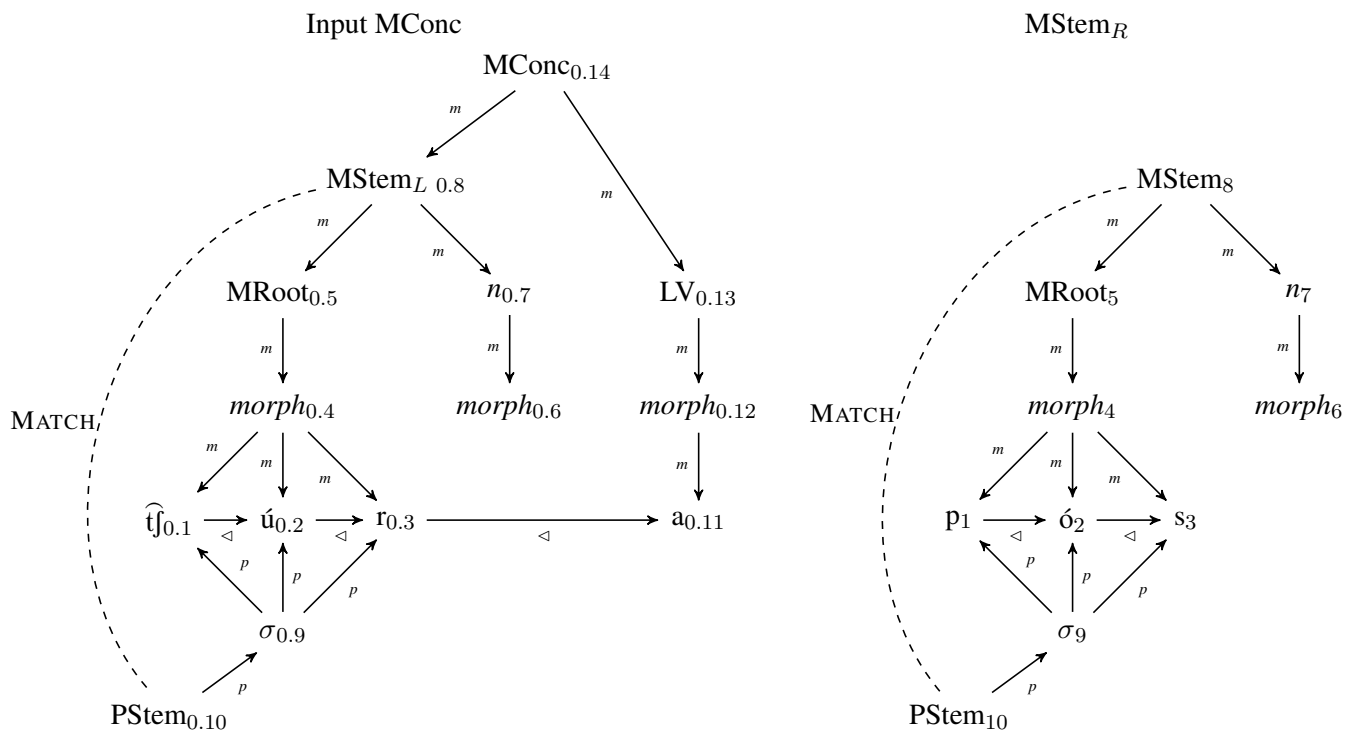 Input MConc MStem_R
MConc_0.14
m
m
MStem_L 0.8 MStem_8
m m m m
MRoot_0.5 n_0.7 LV_0.13 MRoot_5 n_7
m m m m m
MATCH morph_0.4 morph_0.6 morph_0.12 MATCH morph_4 morph_6
m m m m m m m
t͡ʃ_0.1 ú_0.2 r_0.3 a_0.11 p_1 ó_2 s_3
◁ ◁ ◁ ◁ ◁
p p p p p p
σ_0.9 σ_9
p p
PStem_0.10 PStem_10